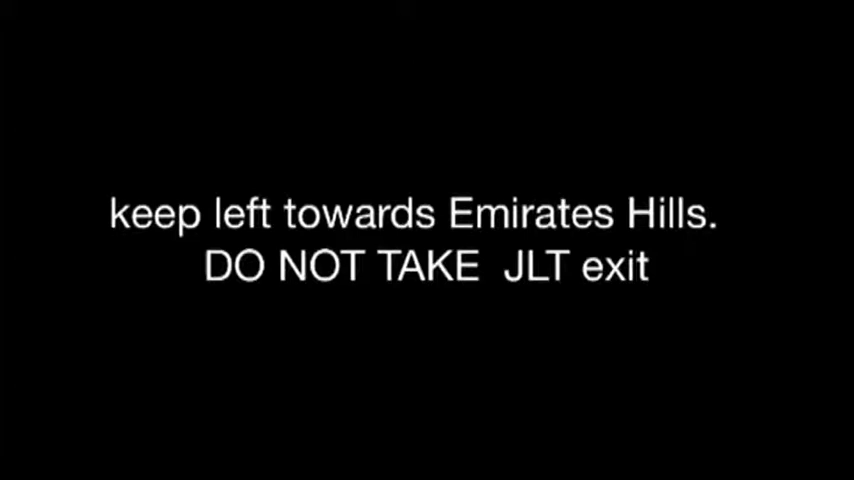 keep left towards Emirates Hills.
DO NOT TAKE  JLT exit